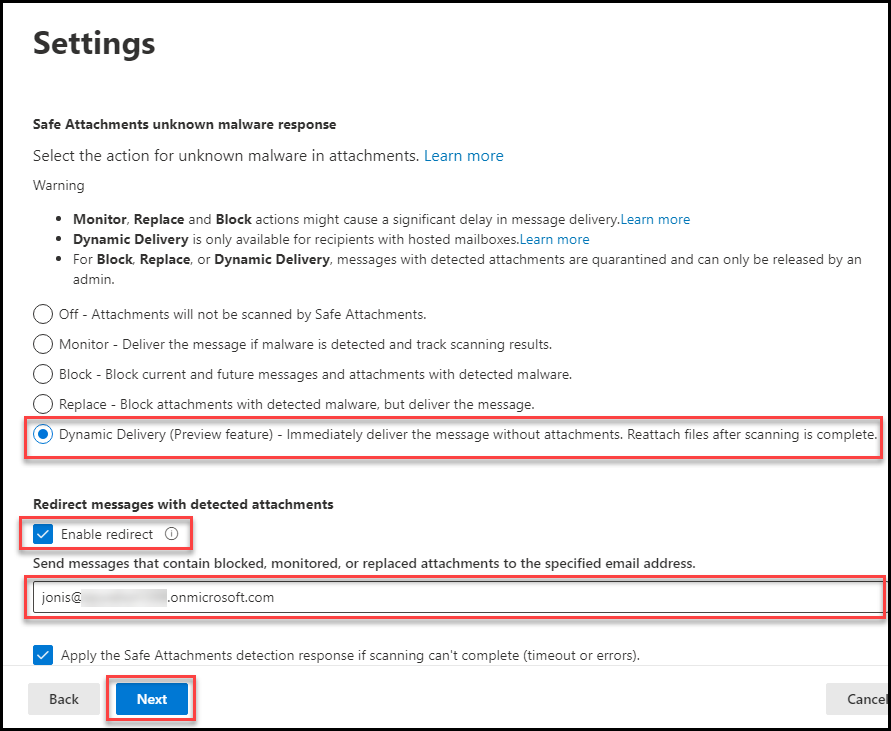 Settings
Safe Attachments unknown malware response
Select the action for unknown malware in attachments. Learn more
Warning
• Monitor, Replace and Block actions might cause a significant delay in message delivery.Learn more
• Dynamic Delivery is only available for recipients with hosted mailboxes.Learn more
• For Block, Replace, or Dynamic Delivery, messages with detected attachments are quarantined and can only be released by an
admin.
Off - Attachments will not be scanned by Safe Attachments.
Monitor - Deliver the message if malware is detected and track scanning results.
Block - Block current and future messages and attachments with detected malware.
Replace - Block attachments with detected malware, but deliver the message.
Dynamic Delivery (Preview feature) - Immediately deliver the message without attachments. Reattach files after scanning is complete.
Redirect messages with detected attachments
Enable redirect
Send messages that contain blocked, monitored, or replaced attachments to the specified email address.
jonis@ .onmicrosoft.com
Apply the Safe Attachments detection response if scanning can't complete (timeout or errors).
Back Next Cancel